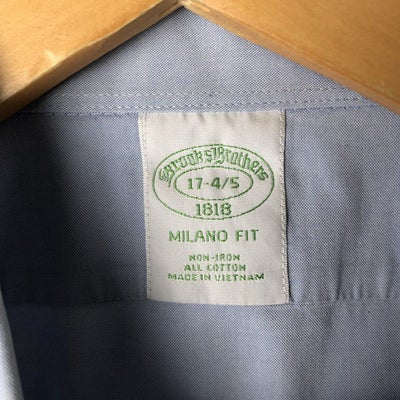 Brooks Brothers
17-4/5
1818
MILANO FIT
NON-IRON
ALL COTTON
MADE IN VIETNAM